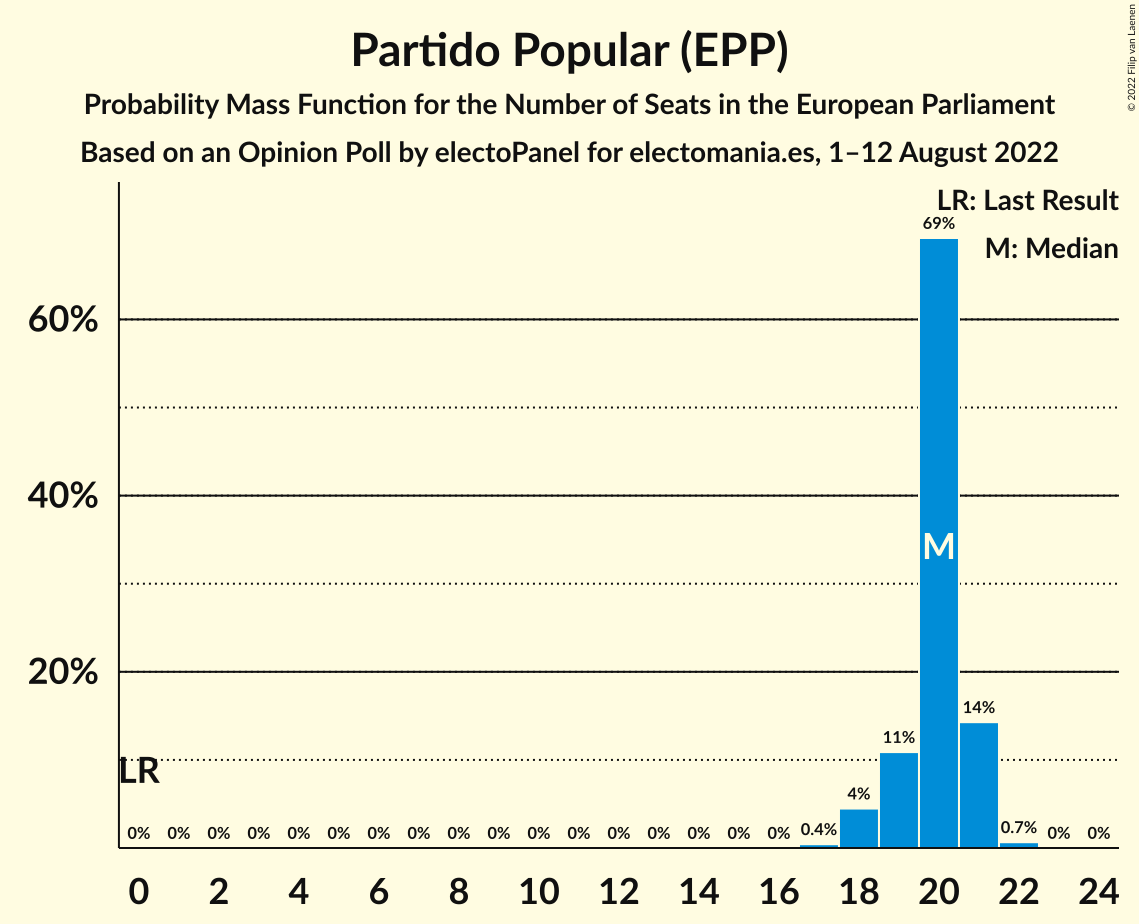 Partido Popular (EPP)
Probability Mass Function for the Number of Seats in the European Parliament
Based on an Opinion Poll by electoPanel for electomania.es, 1–12 August 2022
© 2022 Filip van Laenen
LR: Last Result
M: Median
69%
60%
40%
M
20%
14%
11%
LR
4%
0% 0% 0% 0% 0% 0% 0% 0% 0% 0% 0% 0% 0% 0% 0% 0% 0% 0.4% 0.7% 0% 0%
0 2 4 6 8 10 12 14 16 18 20 22 24